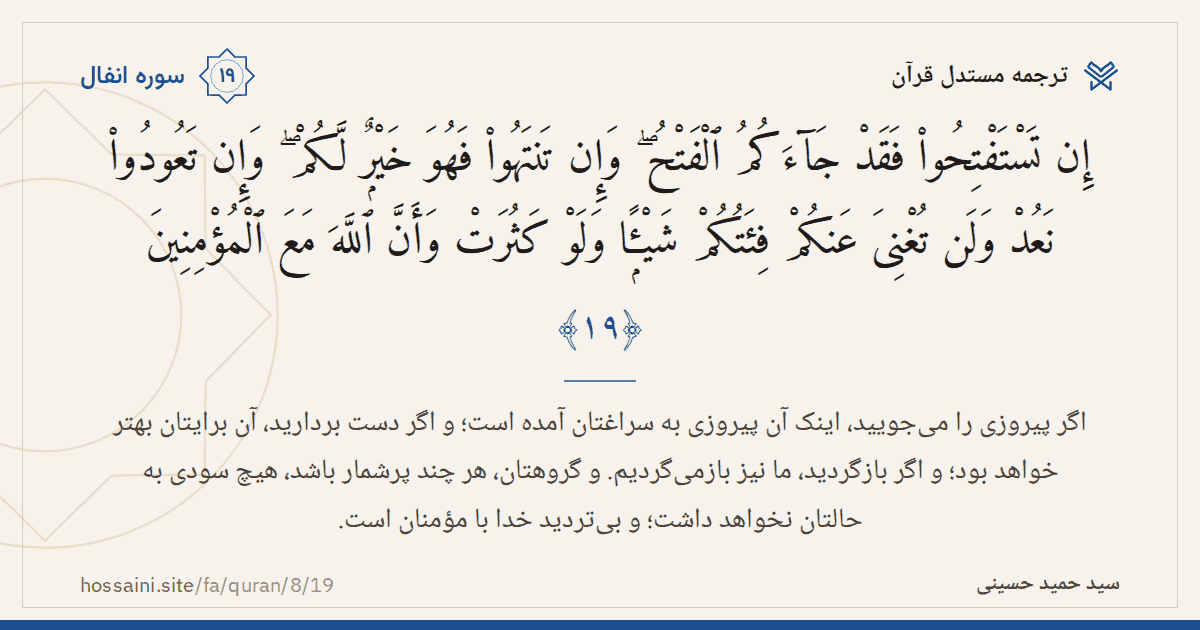 ترجمه مستدل قرآن
۱۹ سوره انفال
إِن تَسْتَفْتِحُوا۟ فَقَدْ جَآءَكُمُ ٱلْفَتْحُ ۖ وَإِن تَنتَهُوا۟ فَهُوَ خَيْرٌۭ لَّكُمْ ۖ وَإِن تَعُودُوا۟
نَعُدْ وَلَن تُغْنِىَ عَنكُمْ فِئَتُكُمْ شَيْـًۭٔا وَلَوْ كَثُرَتْ وَأَنَّ ٱللَّهَ مَعَ ٱلْمُؤْمِنِينَ
﴿۱۹﴾
اگر پیروزی را می‌جویید، اینک آن پیروزی به سراغتان آمده است؛ و اگر دست بردارید، آن برایتان بهتر
خواهد بود؛ و اگر بازگردید، ما نیز بازمی‌گردیم. و گروهتان، هر چند پرشمار باشد، هیچ سودی به
حالتان نخواهد داشت؛ و بی‌تردید خدا با مؤمنان است.
سید حمید حسینی
hossaini.site/fa/quran/8/19